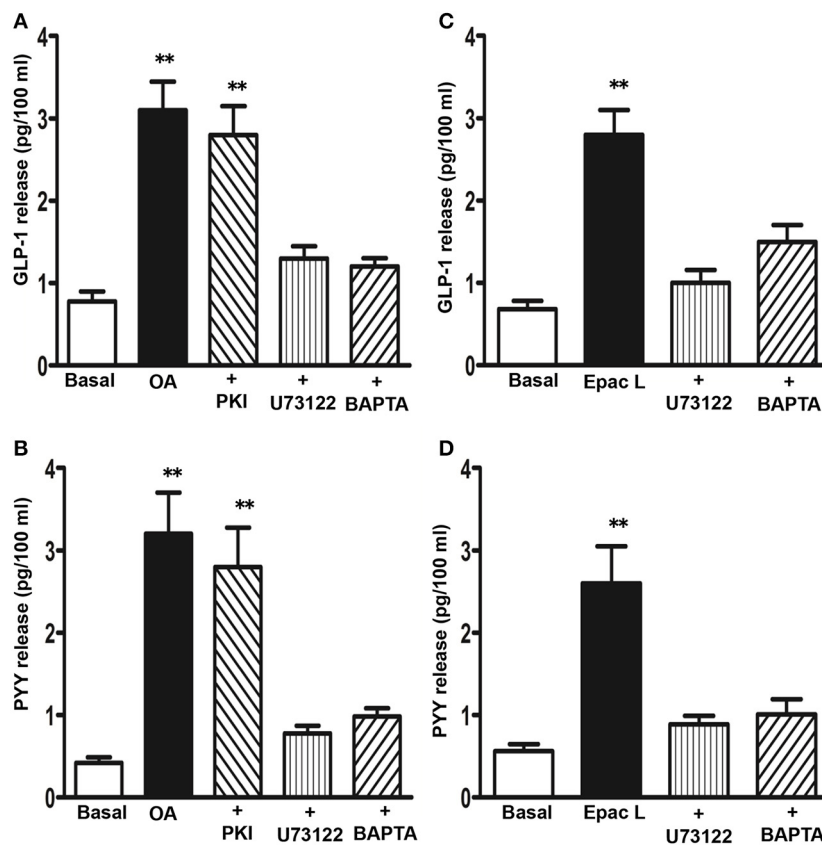 A
GLP-1 release (pg/100 ml)
4
3
2
1
0
**
**
Basal
OA
+
PKI
+
U73122
+
BAPTA
C
GLP-1 release (pg/100 ml)
4
3
2
1
0
**
Basal
Epac L
+
U73122
+
BAPTA
B
PYY release (pg/100 ml)
4
3
2
1
0
**
**
Basal
OA
+
PKI
+
U73122
+
BAPTA
D
PYY release (pg/100 ml)
4
3
2
1
0
**
Basal
Epac L
+
U73122
+
BAPTA